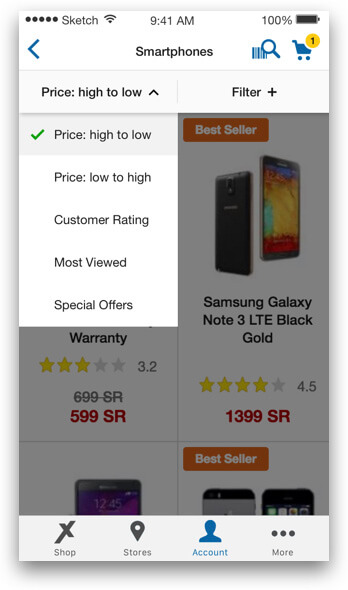 Sketch 9:41 AM 100%
Smartphones 1
Price: high to low Filter +
Price: high to low
Price: low to high
Customer Rating
Most Viewed
Special Offers
Best Seller
SAMSUNG
Samsung Galaxy
Note 3 LTE Black
Gold
4.5
1399 SR
Warranty
3.2
699 SR
599 SR
Best Seller
Shop Stores Account More